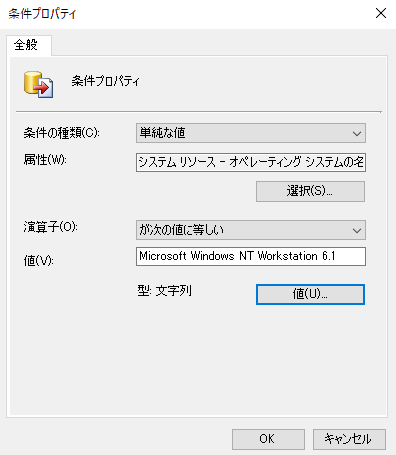 条件プロパティ
全般
条件プロパティ
条件の種類(C):
単純な値
属性(W):
システム リソース - オペレーティング システムの名
選択(S)...
演算子(O):
が次の値に等しい
値(V):
Microsoft Windows NT Workstation 6.1
型: 文字列
値(U)...
OK
キャンセル